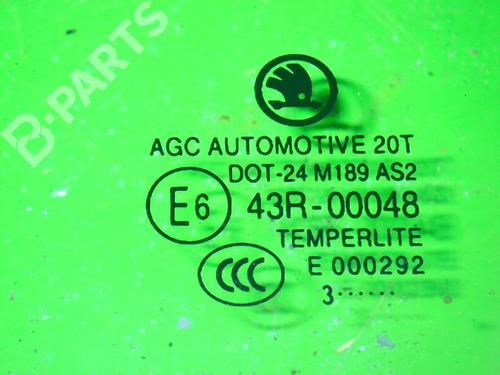 B-PARTS
AGC AUTOMOTIVE 20T
DOT-24 M189 AS2
E6 43R-00048
TEMPERLITE
CCC E 000292
3······